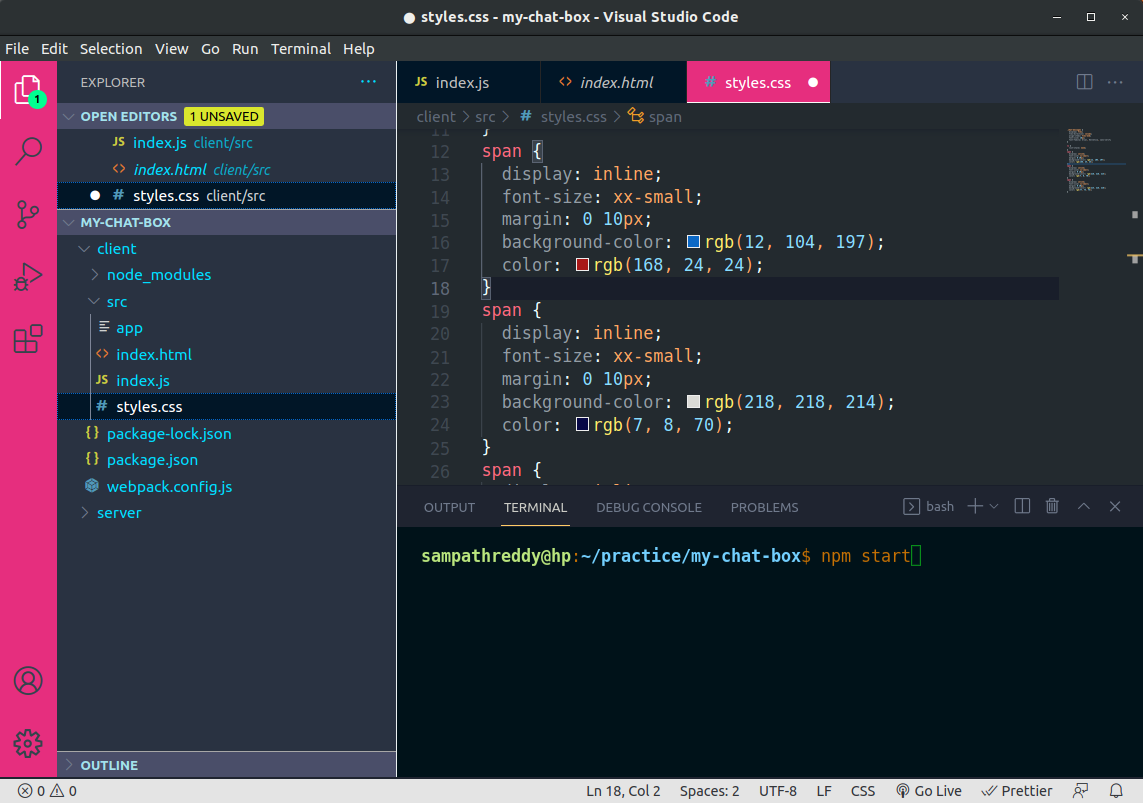 ● styles.css - my-chat-box - Visual Studio Code
File Edit Selection View Go Run Terminal Help
1
EXPLORER ···
OPEN EDITORS 1 UNSAVED
JS index.js client/src
<> index.html client/src
● # styles.css client/src
MY-CHAT-BOX
client
node_modules
src
app
<> index.html
JS index.js
# styles.css
{} package-lock.json
{} package.json
webpack.config.js
server
OUTLINE
JS index.js <> index.html # styles.css ● ···
client > src > # styles.css > span
11 }
12 span {
13 display: inline;
14 font-size: xx-small;
15 margin: 0 10px;
16 background-color: rgb(12, 104, 197);
17 color: rgb(168, 24, 24);
18 }
19 span {
20 display: inline;
21 font-size: xx-small;
22 margin: 0 10px;
23 background-color: rgb(218, 218, 214);
24 color: rgb(7, 8, 70);
25 }
26 span {
OUTPUT TERMINAL DEBUG CONSOLE PROBLEMS bash
sampathreddy@hp:~/practice/my-chat-box$ npm start
0 0 Ln 18, Col 2 Spaces: 2 UTF-8 LF CSS Go Live Prettier